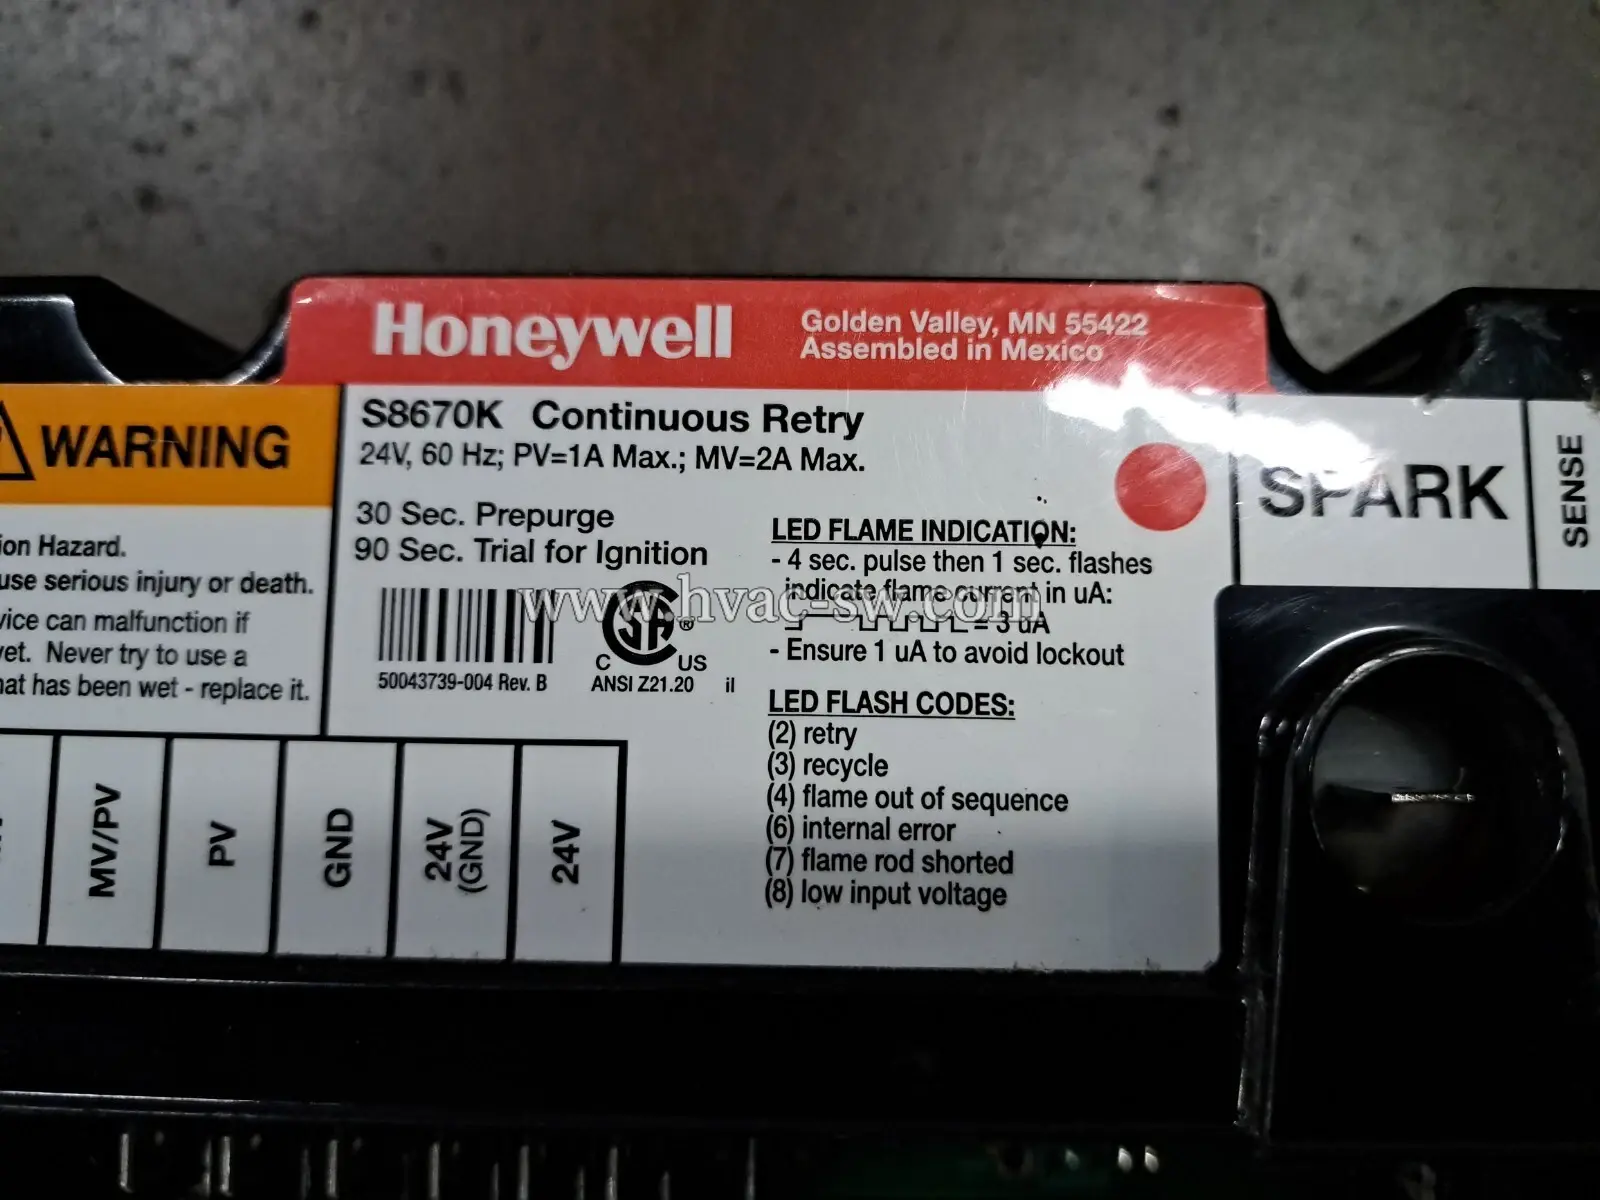 Honeywell
Golden Valley, MN 55422
Assembled in Mexico
WARNING
ion Hazard.
use serious injury or death.
vice can malfunction if
wet. Never try to use a
hat has been wet - replace it.
S8670K Continuous Retry
24V, 60 Hz; PV=1A Max.; MV=2A Max.
30 Sec. Prepurge
90 Sec. Trial for Ignition
50043739-004 Rev. B
SA
®
C US
ANSI Z21.20 il
LED FLAME INDICATION:
- 4 sec. pulse then 1 sec. flashes
indicate flame current in uA:
= 3 uA
- Ensure 1 uA to avoid lockout
LED FLASH CODES:
(2) retry
(3) recycle
(4) flame out of sequence
(6) internal error
(7) flame rod shorted
(8) low input voltage
SPARK
SENSE
MV/PV
PV
GND
24V
(GND)
24V
www.hvac-sw.com